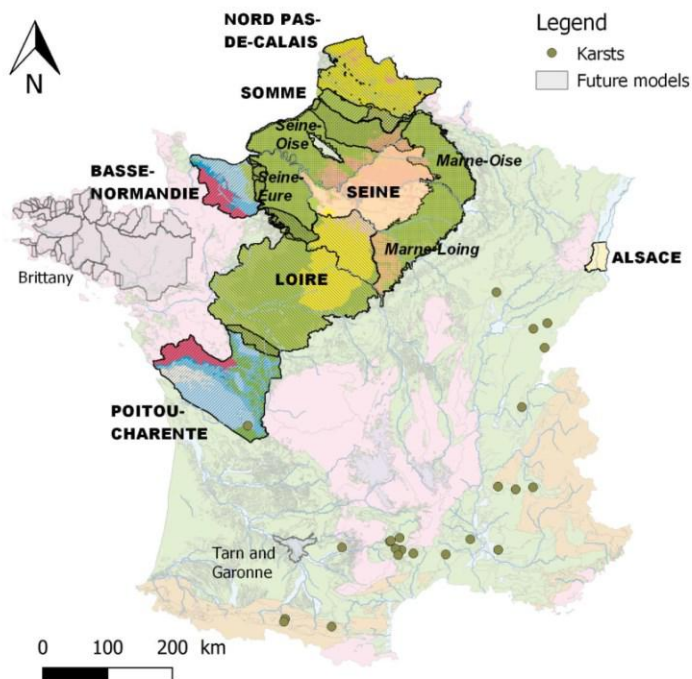 NORD PAS-
DE-CALAIS
Legend
Karsts
Future models
N
SOMME
Seine-
Oise
Marne-Oise
BASSE-
NORMANDIE
Seine-
Eure
SEINE
Marne-Loing
ALSACE
Brittany
LOIRE
POITOU-
CHARENTE
Tarn and
Garonne
0 100 200 km